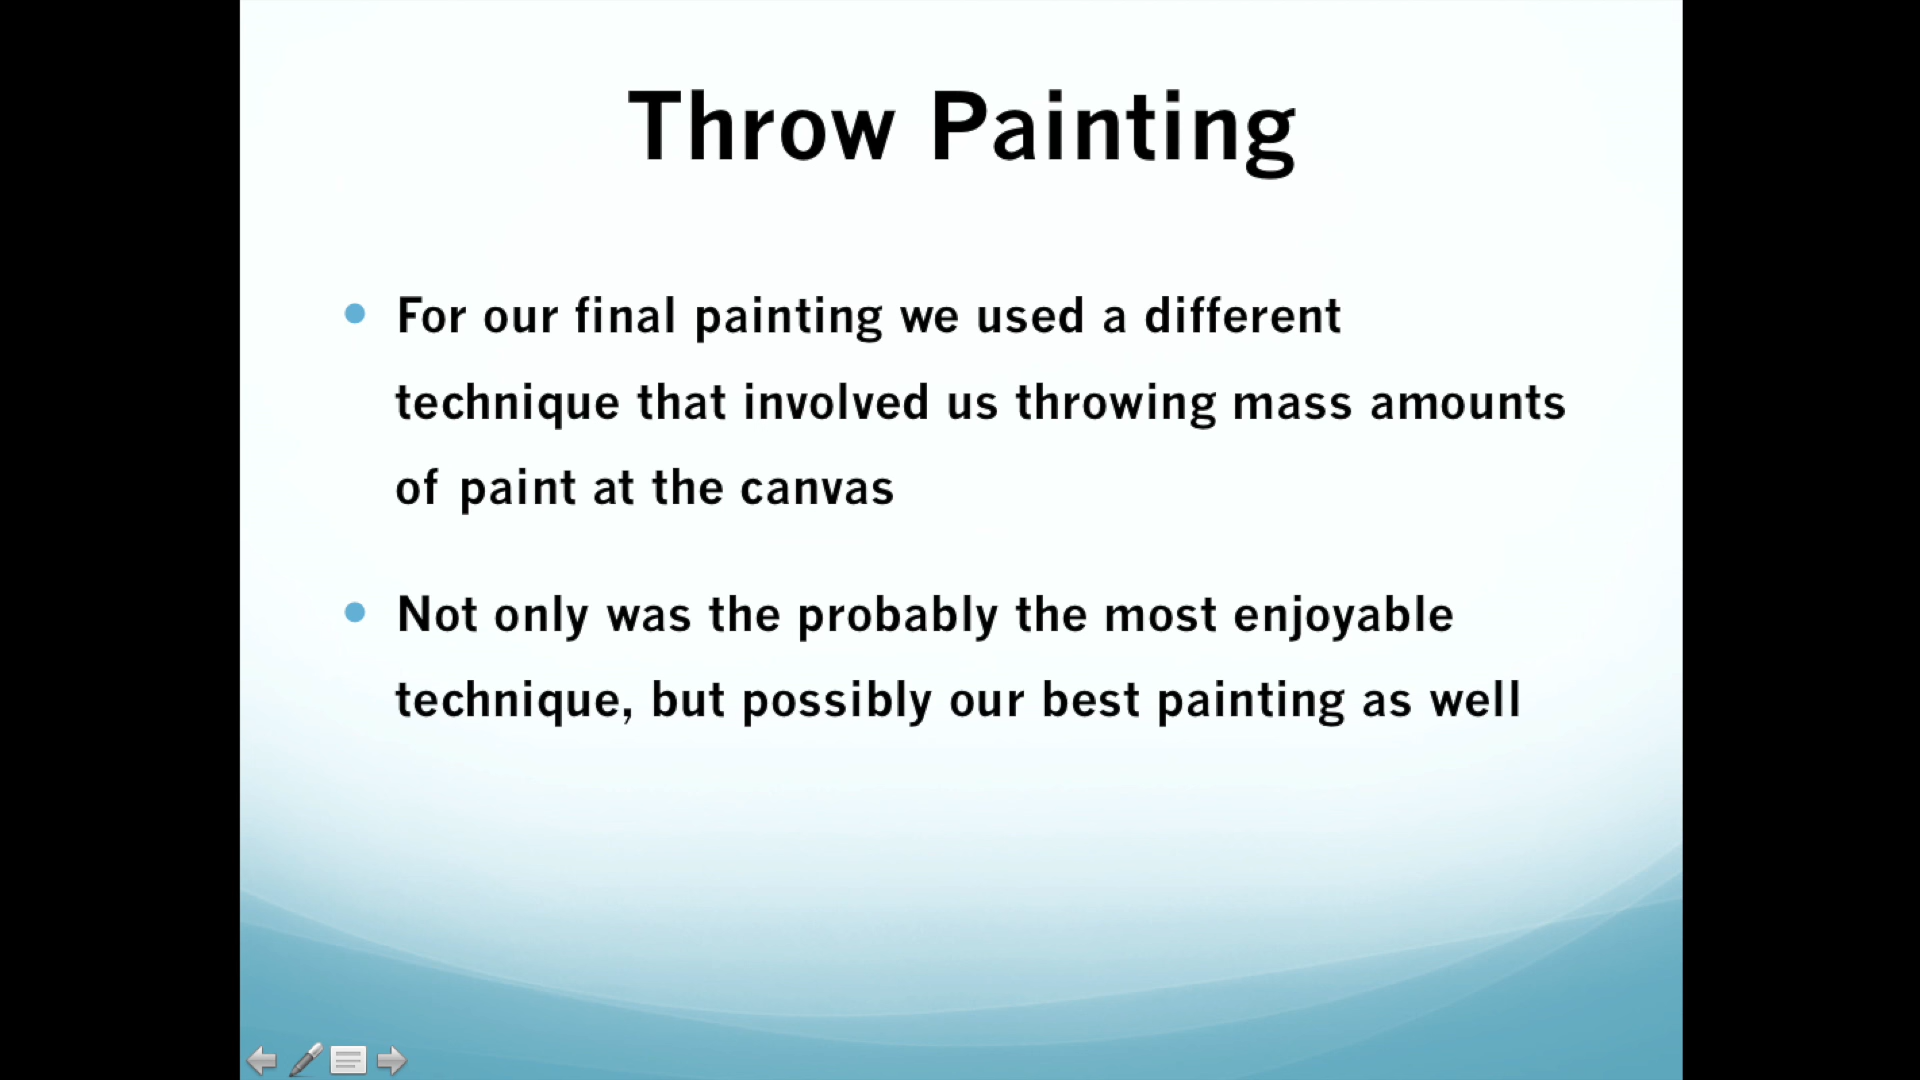 Throw Painting
For our final painting we used a different
technique that involved us throwing mass amounts
of paint at the canvas
Not only was the probably the most enjoyable
technique, but possibly our best painting as well